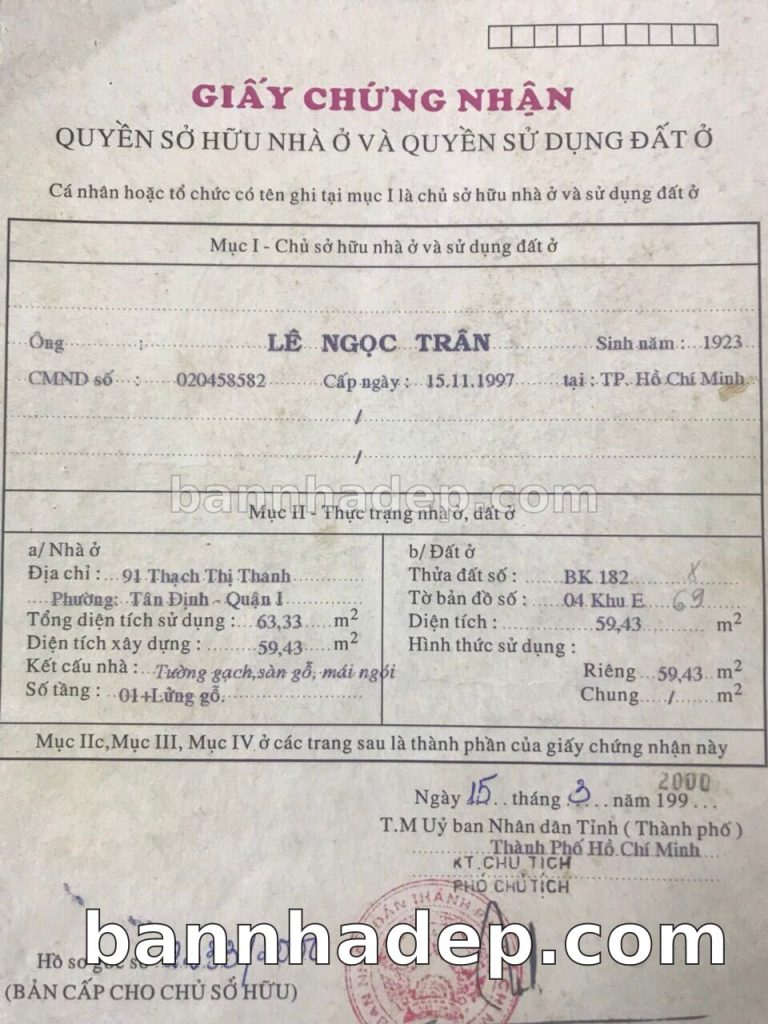 GIẤY CHỨNG NHẬN
QUYỀN SỞ HỮU NHÀ Ở VÀ QUYỀN SỬ DỤNG ĐẤT Ở
Cá nhân hoặc tổ chức có tên ghi tại mục I là chủ sở hữu nhà ở và sử dụng đất ở
Mục I - Chủ sở hữu nhà ở và sử dụng đất ở
Ông : LÊ NGỌC TRÂN Sinh năm : 1923
CMND số : 020458582 Cấp ngày : 15.11.1997 tại : TP. Hồ Chí Minh
/
/
bannhadep.com
Mục II - Thực trạng nhà ở, đất ở
a/ Nhà ở
Địa chỉ : 91 Thạch Thị Thanh
Phường: Tân Định - Quận I
Tổng diện tích sử dụng : 63,33 m²
Diện tích xây dựng : 59,43 m²
Kết cấu nhà : Tường gạch,sàn gỗ, mái ngói
Số tầng : 01+Lửng gỗ.
b/ Đất ở
Thửa đất số : BK 182 8
Tờ bản đồ số : 04 Khu E 69
Diện tích : 59,43 m²
Hình thức sử dụng :
Riêng 59,43 m²
Chung / m²
Mục IIc,Mục III, Mục IV ở các trang sau là thành phần của giấy chứng nhận này
2000
Ngày 15 tháng 3 năm 199
T.M Uỷ ban Nhân dân Tỉnh ( Thành phố )
Thành Phố Hồ Chí Minh
KT.CHỦ TỊCH
PHÓ CHỦ TỊCH
bannhadep.com
Hồ sơ gốc số
(BẢN CẤP CHO CHỦ SỞ HỮU)